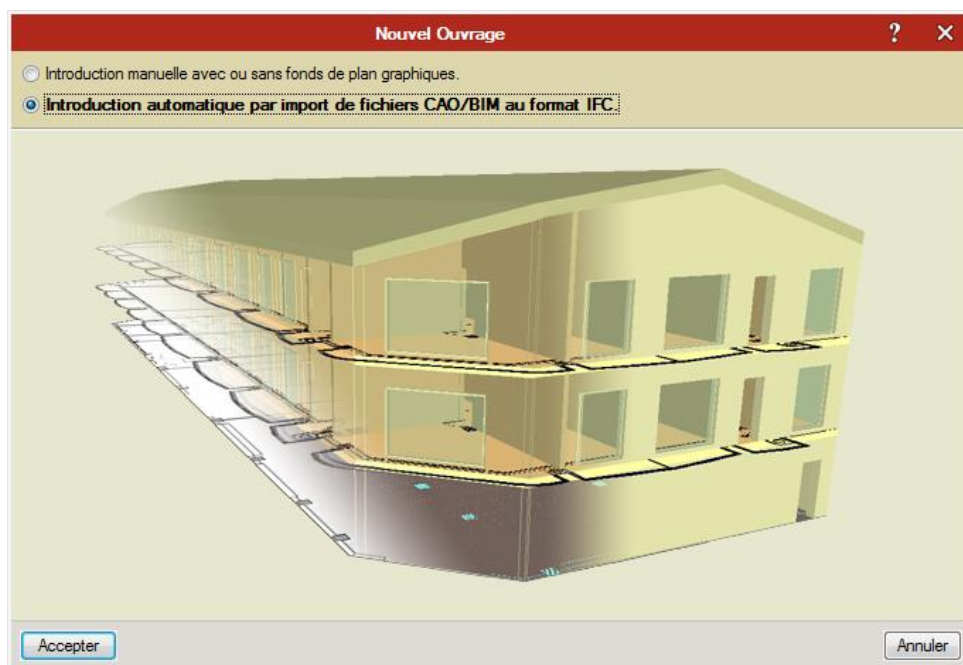 Nouvel Ouvrage
?
Introduction manuelle avec ou sans fonds de plan graphiques.
Introduction automatique par import de fichiers CAO/BIM au format IFC.
Accepter
Annuler